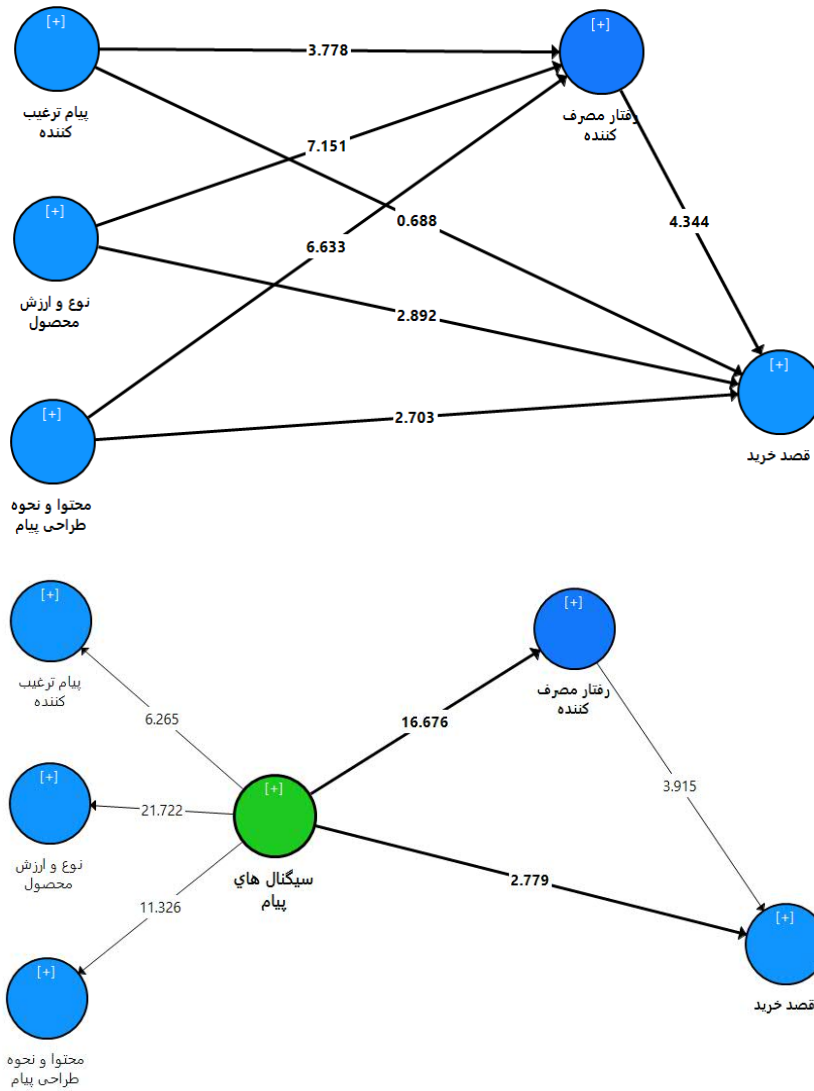 [+]
[+]
3.778
پیام ترغیب
کننده
رفتار مصرف
کننده
7.151
[+]
0.688
4.344
6.633
نوع و ارزش
محصول
2.892
[+]
[+]
2.703
قصد خرید
محتوا و نحوه
طراحی پیام
[+]
[+]
پیام ترغیب
کننده
رفتار مصرف
کننده
6.265
16.676
[+]
[+]
3.915
21.722
نوع و ارزش
محصول
سیگنال هاي
پیام
2.779
11.326
[+]
[+]
قصد خرید
محتوا و نحوه
طراحی پیام